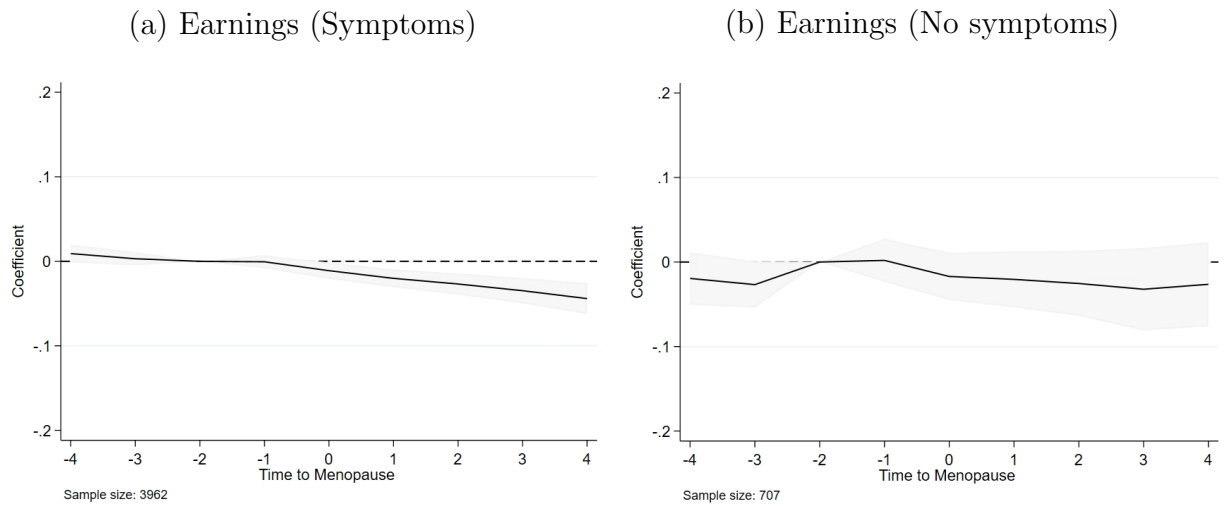 (a) Earnings (Symptoms)
.2
.1
0
-.1
-.2
Coefficient
-4 -3 -2 -1 0 1 2 3 4
Time to Menopause
Sample size: 3962
(b) Earnings (No symptoms)
.2
.1
0
-.1
-.2
Coefficient
-4 -3 -2 -1 0 1 2 3 4
Time to Menopause
Sample size: 707